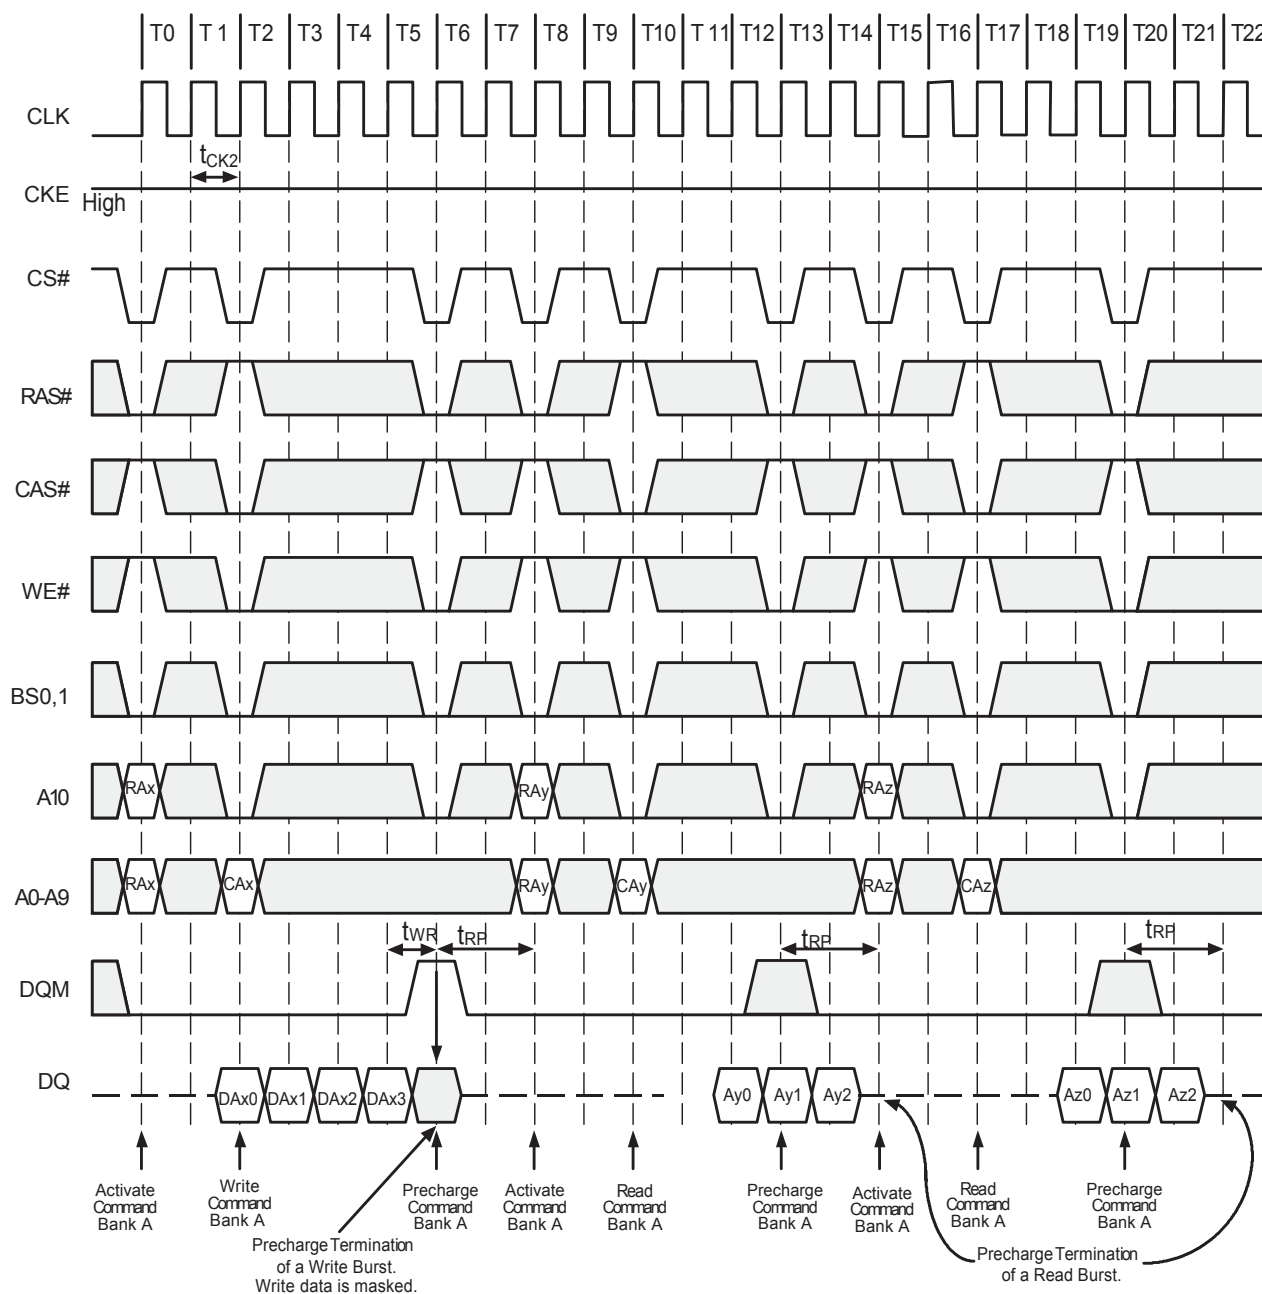 T0 T 1 T2 T3 T4 T5 T6 T7 T8 T9 T10 T 11 T12 T13 T14 T15 T16 T17 T18 T19 T20 T21 T22
CLK
tCK2
CKE
High
CS#
RAS#
CAS#
WE#
BS0,1
A10
RAx RAy RAz
A0-A9
RAx CAx RAy CAy RAz CAz
tWR tRP tRP tRP
DQM
DQ
DAx0 DAx1 DAx2 DAx3 Ay0 Ay1 Ay2 Az0 Az1 Az2
Activate
Command
Bank A
Write
Command
Bank A
Precharge
Command
Bank A
Activate
Command
Bank A
Read
Command
Bank A
Precharge
Command
Bank A
Activate
Command
Bank A
Read
Command
Bank A
Precharge
Command
Bank A
Precharge Termination
of a Write Burst.
Write data is masked.
Precharge Termination
of a Read Burst.